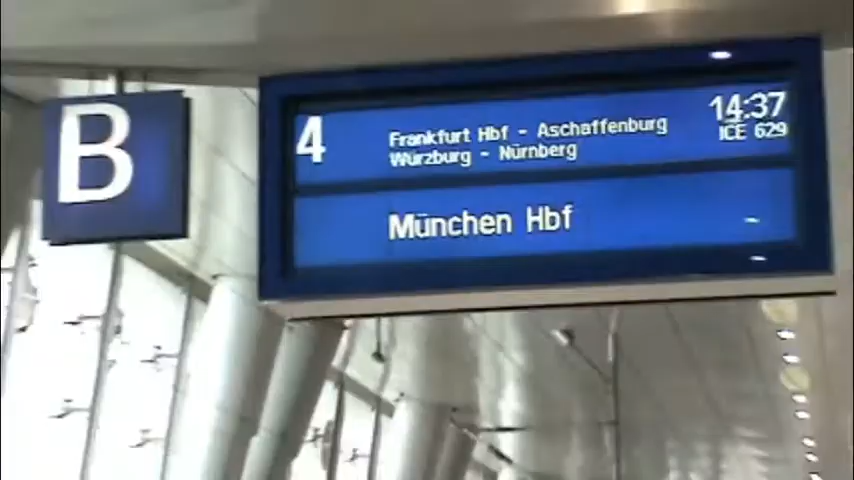 B
4
Frankfurt Hbf - Aschaffenburg
Würzburg - Nürnberg
14:37
ICE 629
München Hbf